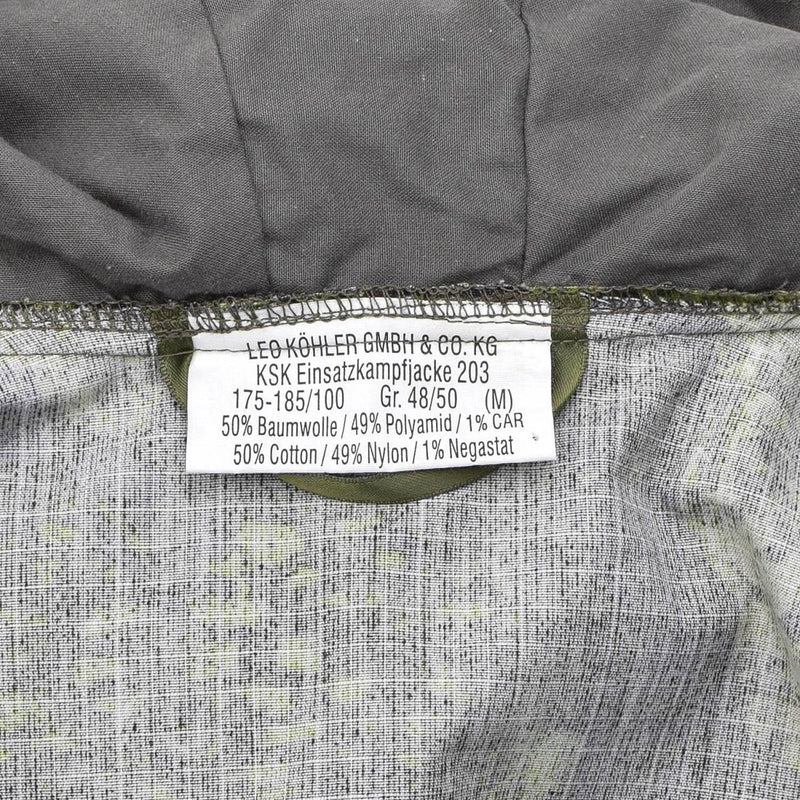 LEO KÖHLER GMBH & CO. KG
KSK Einsatzkampfjacke 203
175-185/100 Gr. 48/50 (M)
50% Baumwolle / 49% Polyamid / 1% CAR
50% Cotton / 49% Nylon / 1% Negastat